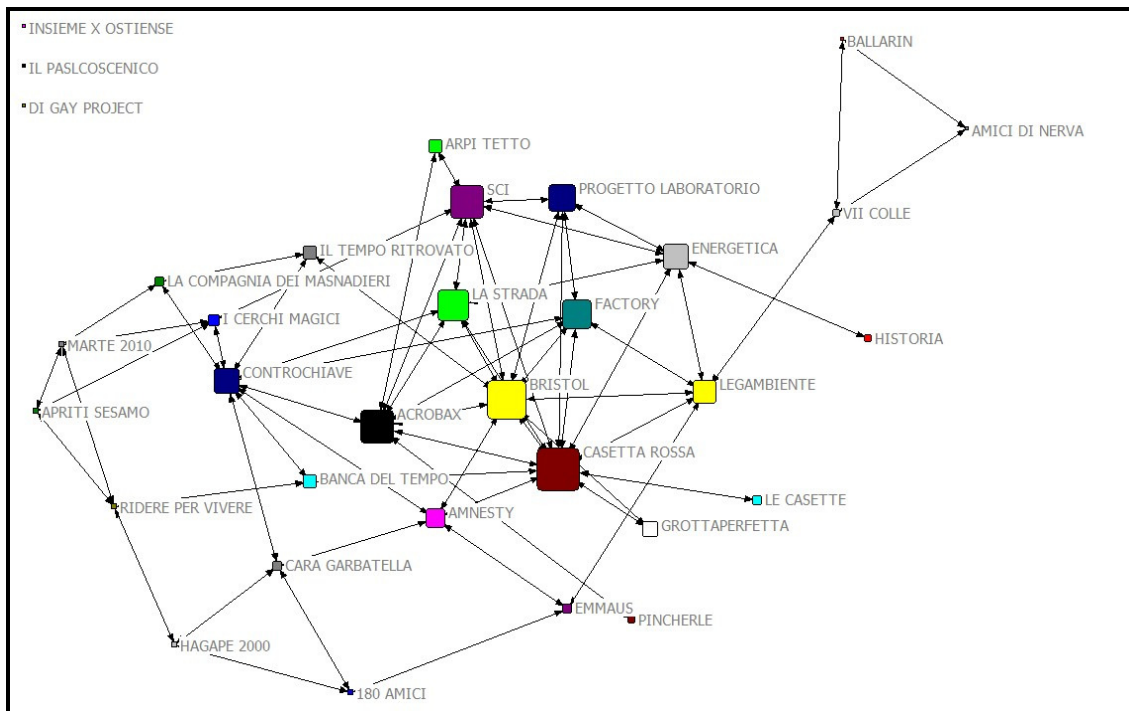 INSIEME X OSTIENSE
BALLARIN
IL PASLCOSCENICO
DI GAY PROJECT
AMICI DI NERVA
ARPI TETTO
SCI
PROGETTO LABORATORIO
VII COLLE
IL TEMPO RITROVATO
ENERGETICA
LA COMPAGNIA DEI MASNADIERI
LA STRADA
FACTORY
I CERCHI MAGICI
HISTORIA
MARTE 2010
CONTROCHIAVE
BRISTOL
LEGAMBIENTE
APRITI SESAMO
ACROBAX
CASETTA ROSSA
BANCA DEL TEMPO
LE CASETTE
RIDERE PER VIVERE
AMNESTY
GROTTAPERFETTA
CARA GARBATELLA
EMMAUS
PINCHERLE
HAGAPE 2000
180 AMICI